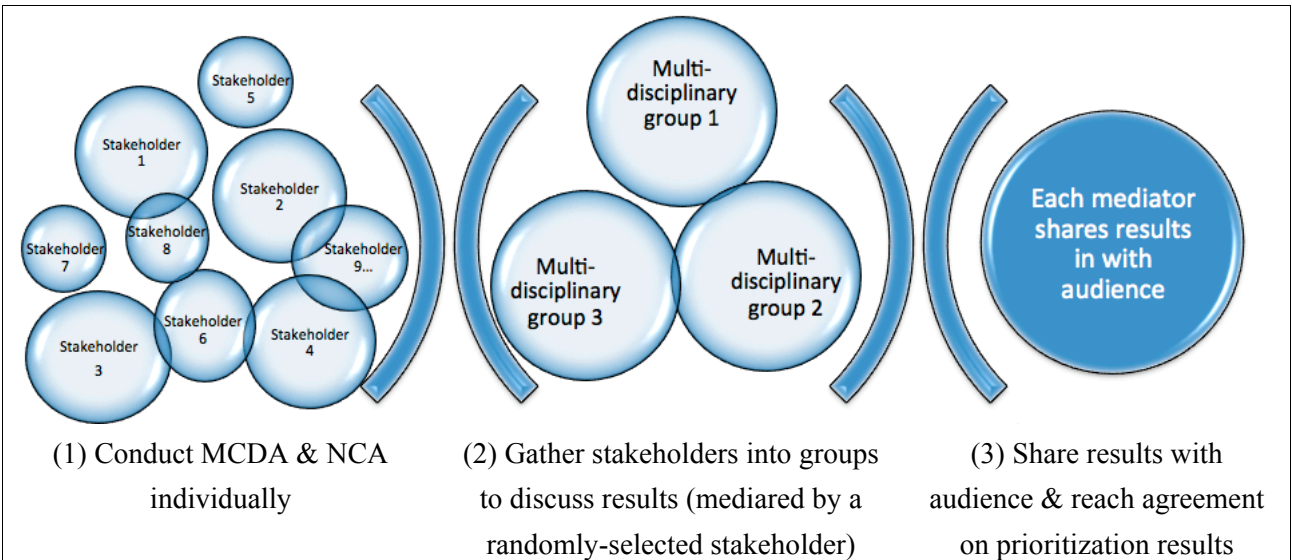 Stakeholder
5
Stakeholder
1
Stakeholder
2
Stakeholder
8
Stakeholder
7
Stakeholder
9...
Stakeholder
6
Stakeholder
4
Stakeholder
3
Multi-
disciplinary
group 1
Multi-
disciplinary
group 3
Multi-
disciplinary
group 2
Each mediator
shares results
in with
audience
(1) Conduct MCDA & NCA
individually
(2) Gather stakeholders into groups
to discuss results (mediared by a
randomly-selected stakeholder)
(3) Share results with
audience & reach agreement
on prioritization results